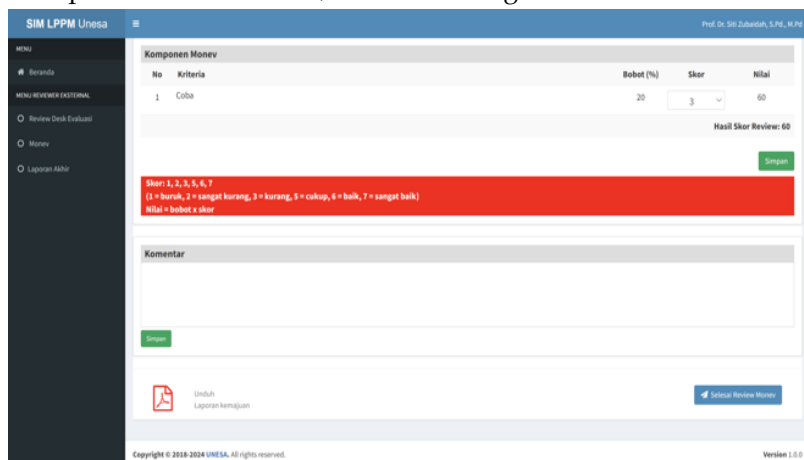 SIM LPPM Unesa
Prof. Dr. Siti Zubaidah, S.Pd., M.Pd
MENU
Beranda
MENU REVIEWER EKSTERNAL
Review Desk Evaluasi
Monev
Laporan Akhir
Komponen Monev
No Kriteria Bobot (%) Skor Nilai
1 Coba 20 3 60
Hasil Skor Review: 60
Simpan
Skor: 1, 2, 3, 5, 6, 7
(1 = buruk, 2 = sangat kurang, 3 = kurang, 5 = cukup, 6 = baik, 7 = sangat baik)
Nilai = bobot x skor
Komentar
Simpan
Unduh
Laporan kemajuan
Selesai Review Monev
Copyright © 2018-2024 UNESA. All rights reserved.
Version 1.0.0